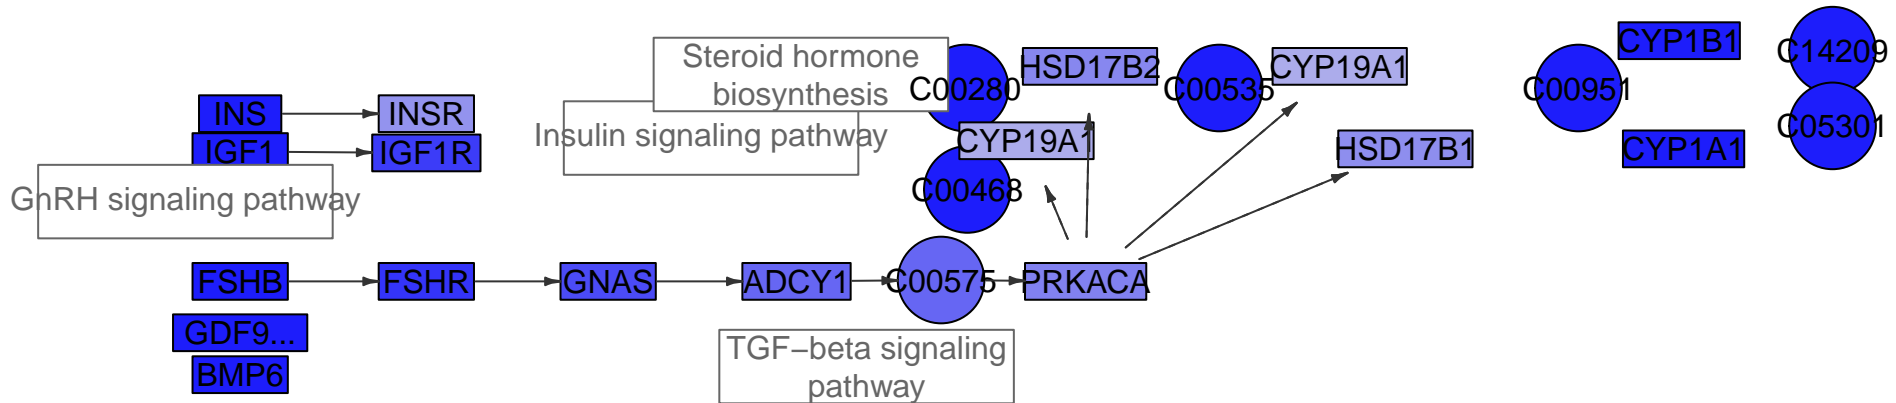 Steroid hormone
biosynthesis
C00280
HSD17B2
C00535
CYP19A1
C00951
CYP1B1
C14209
INS
INSR
Insulin signaling pathway
CYP19A1
C05301
IGF1
IGF1R
HSD17B1
CYP1A1
GnRH signaling pathway
C00468
FSHB
FSHR
GNAS
ADCY1
C00575
PRKACA
GDF9...
TGF−beta signaling
pathway
BMP6